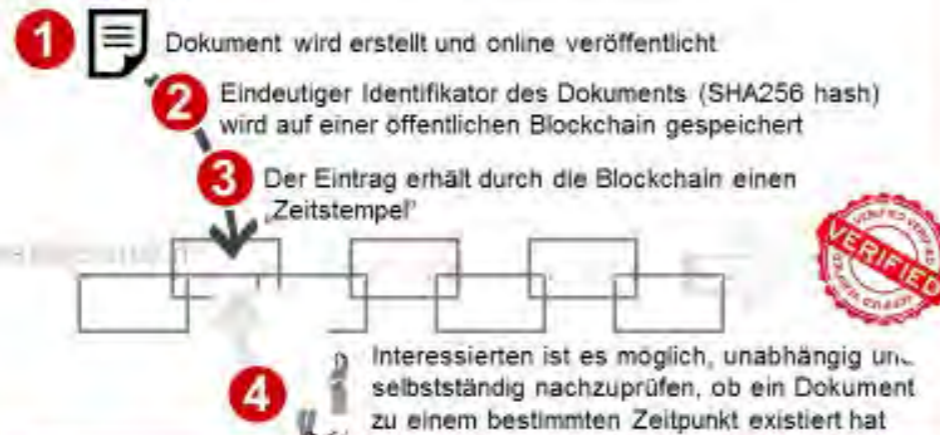 1 Dokument wird erstellt und online veröffentlicht
2 Eindeutiger Identifikator des Dokuments (SHA256 hash)
wird auf einer öffentlichen Blockchain gespeichert
3 Der Eintrag erhält durch die Blockchain einen
„Zeitstempel“
VERIFIED VERIFIED
VERIFIED
4 Interessierten ist es möglich, unabhängig
selbstständig nachzuprüfen, ob ein Dokument
zu einem bestimmten Zeitpunkt existiert hat